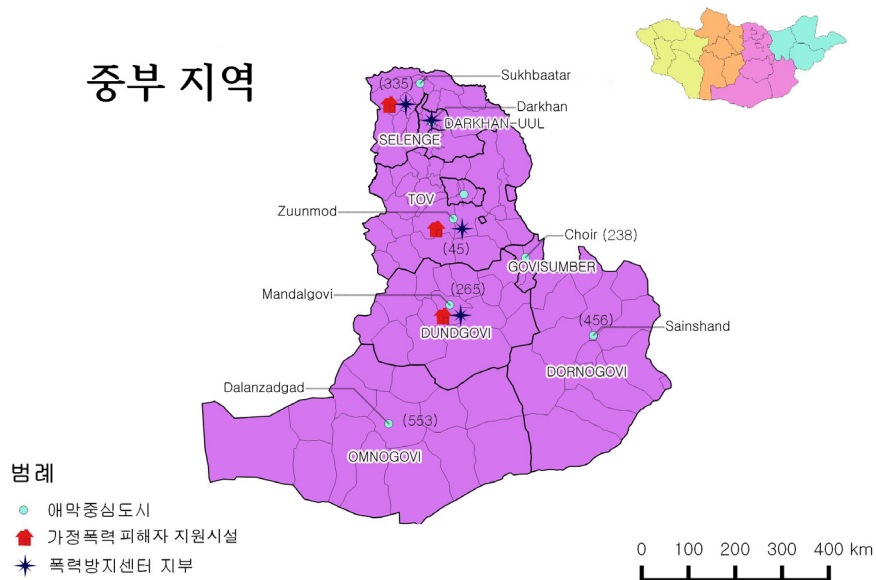 중부 지역
(335)
Sukhbaatar
Darkhan
DARKHAN-UUL
SELENGE
TOV
Zuunmod
(45)
Choir (238)
GOVISUMBER
(265)
Mandalgovi
DUNDGOVI
(456)
Sainshand
DORNOGOVI
Dalanzadgad
(553)
OMNOGOVI
범례
애막중심도시
가정폭력 피해자 지원시설
폭력방지센터 지부
0 100 200 300 400 km